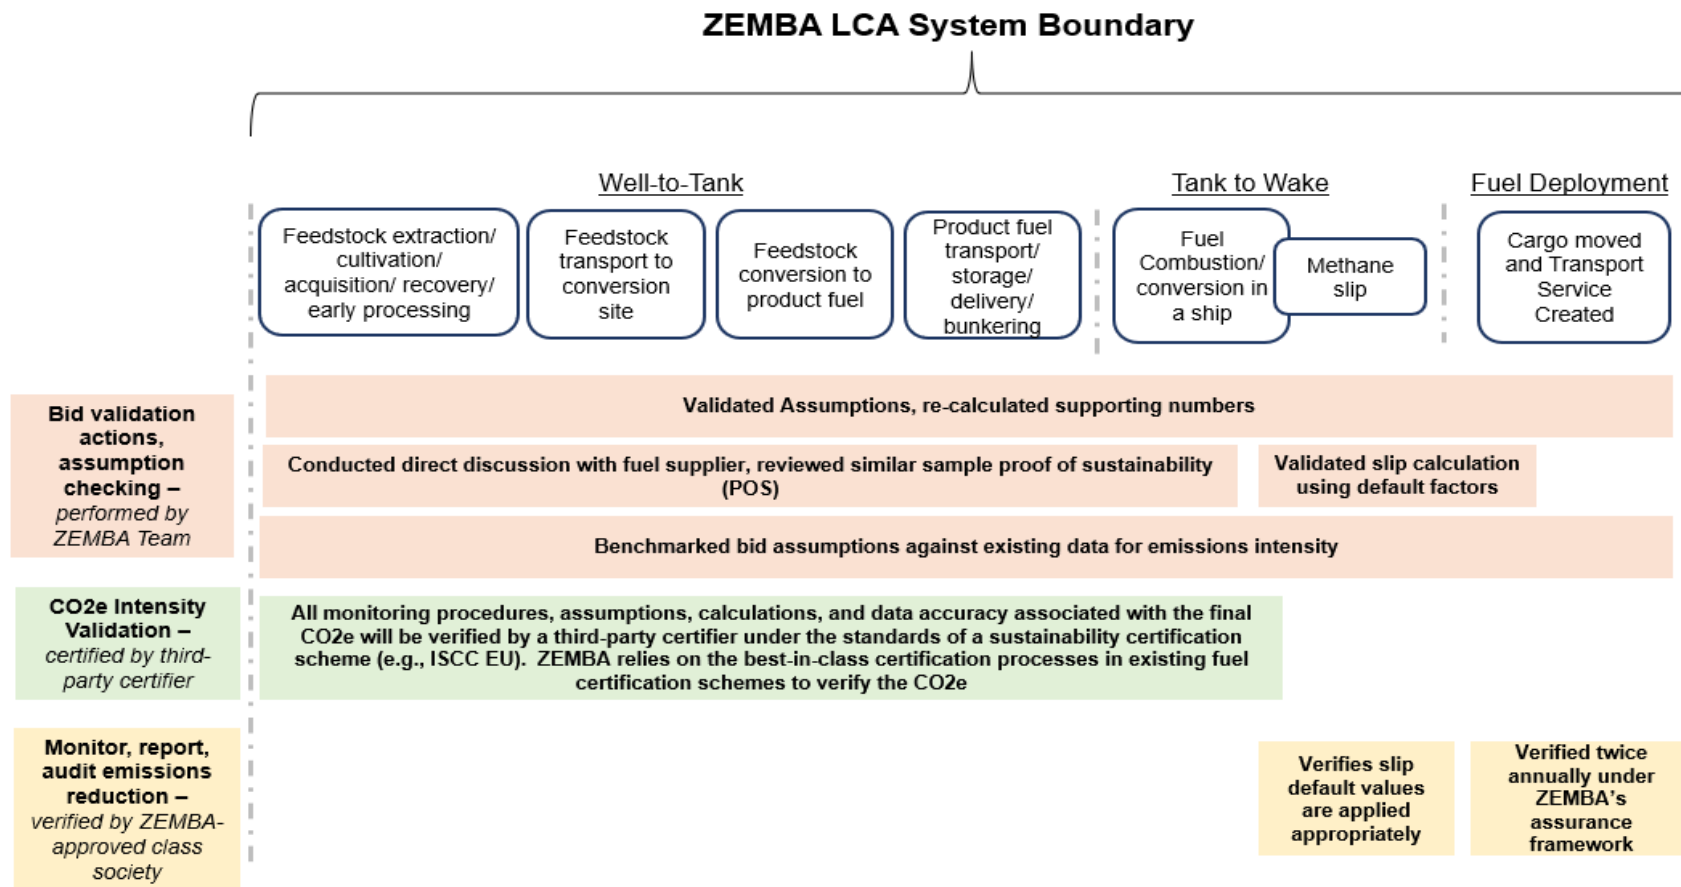 ZEMBA LCA System Boundary
Well-to-Tank
Tank to Wake
Fuel Deployment
Feedstock extraction/
cultivation/
acquisition/ recovery/
early processing
Feedstock
transport to
conversion
site
Feedstock
conversion to
product fuel
Product fuel
transport/
storage/
delivery/
bunkering
Fuel
Combustion/
conversion in
a ship
Methane
slip
Cargo moved
and Transport
Service
Created
Bid validation
actions,
assumption
checking –
performed by
ZEMBA Team
Validated Assumptions, re-calculated supporting numbers
Conducted direct discussion with fuel supplier, reviewed similar sample proof of sustainability
(POS)
Validated slip calculation
using default factors
Benchmarked bid assumptions against existing data for emissions intensity
CO2e Intensity
Validation –
certified by third-
party certifier
All monitoring procedures, assumptions, calculations, and data accuracy associated with the final
CO2e will be verified by a third-party certifier under the standards of a sustainability certification
scheme (e.g., ISCC EU).  ZEMBA relies on the best-in-class certification processes in existing fuel
certification schemes to verify the CO2e
Monitor, report,
audit emissions
reduction –
verified by ZEMBA-
approved class
society
Verifies slip
default values
are applied
appropriately
Verified twice
annually under
ZEMBA's
assurance
framework